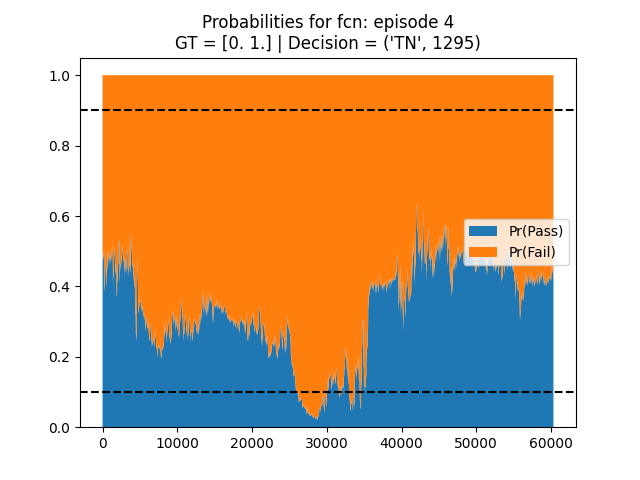 Probabilities for fcn: episode 4
GT = [0. 1.] | Decision = ('TN', 1295)
1.0
0.8
0.6
0.4
0.2
0.0
Pr(Pass)
Pr(Fail)
0 10000 20000 30000 40000 50000 60000